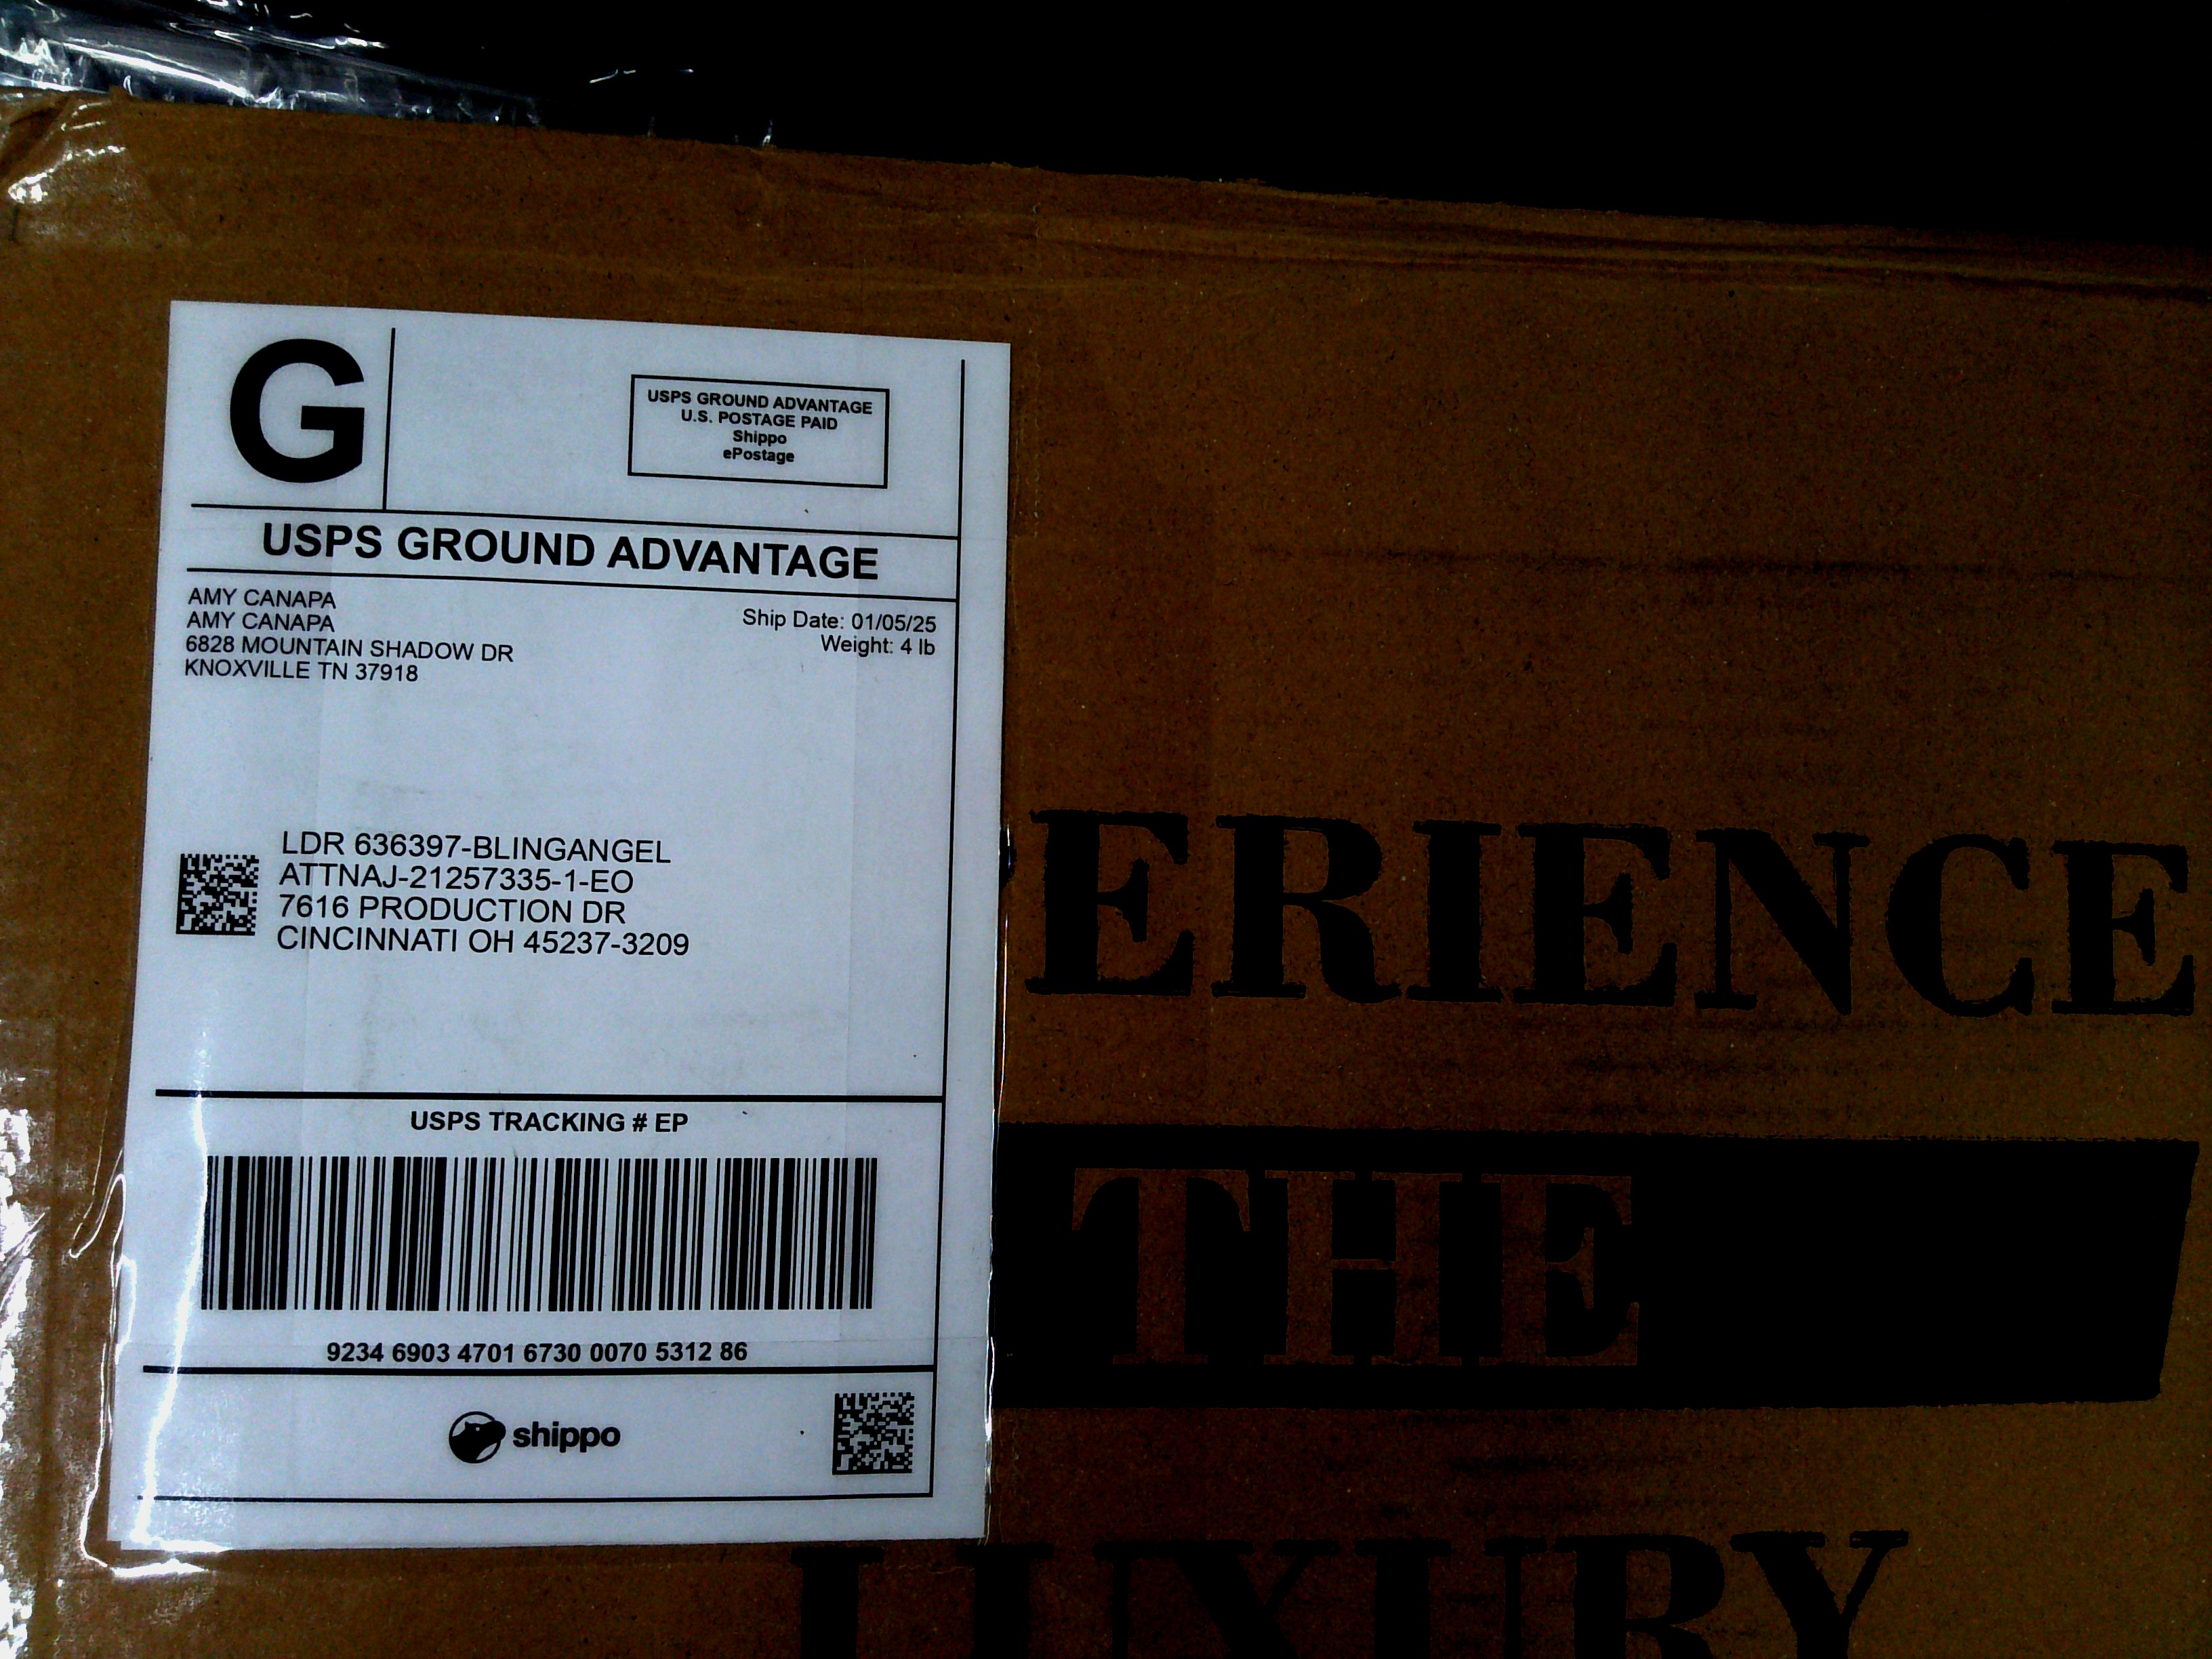 G
USPS GROUND ADVANTAGE
U.S. POSTAGE PAID
Shippo
ePostage
USPS GROUND ADVANTAGE
AMY CANAPA
AMY CANAPA
6828 MOUNTAIN SHADOW DR
KNOXVILLE TN 37918
Ship Date: 01/05/25
Weight: 4 lb
LDR 636397-BLINGANGEL
ATTNAJ-21257335-1-EO
7616 PRODUCTION DR
CINCINNATI OH 45237-3209
USPS TRACKING # EP
9234 6903 4701 6730 0070 5312 86
shippo
ERIENCE
THE
LUXURY